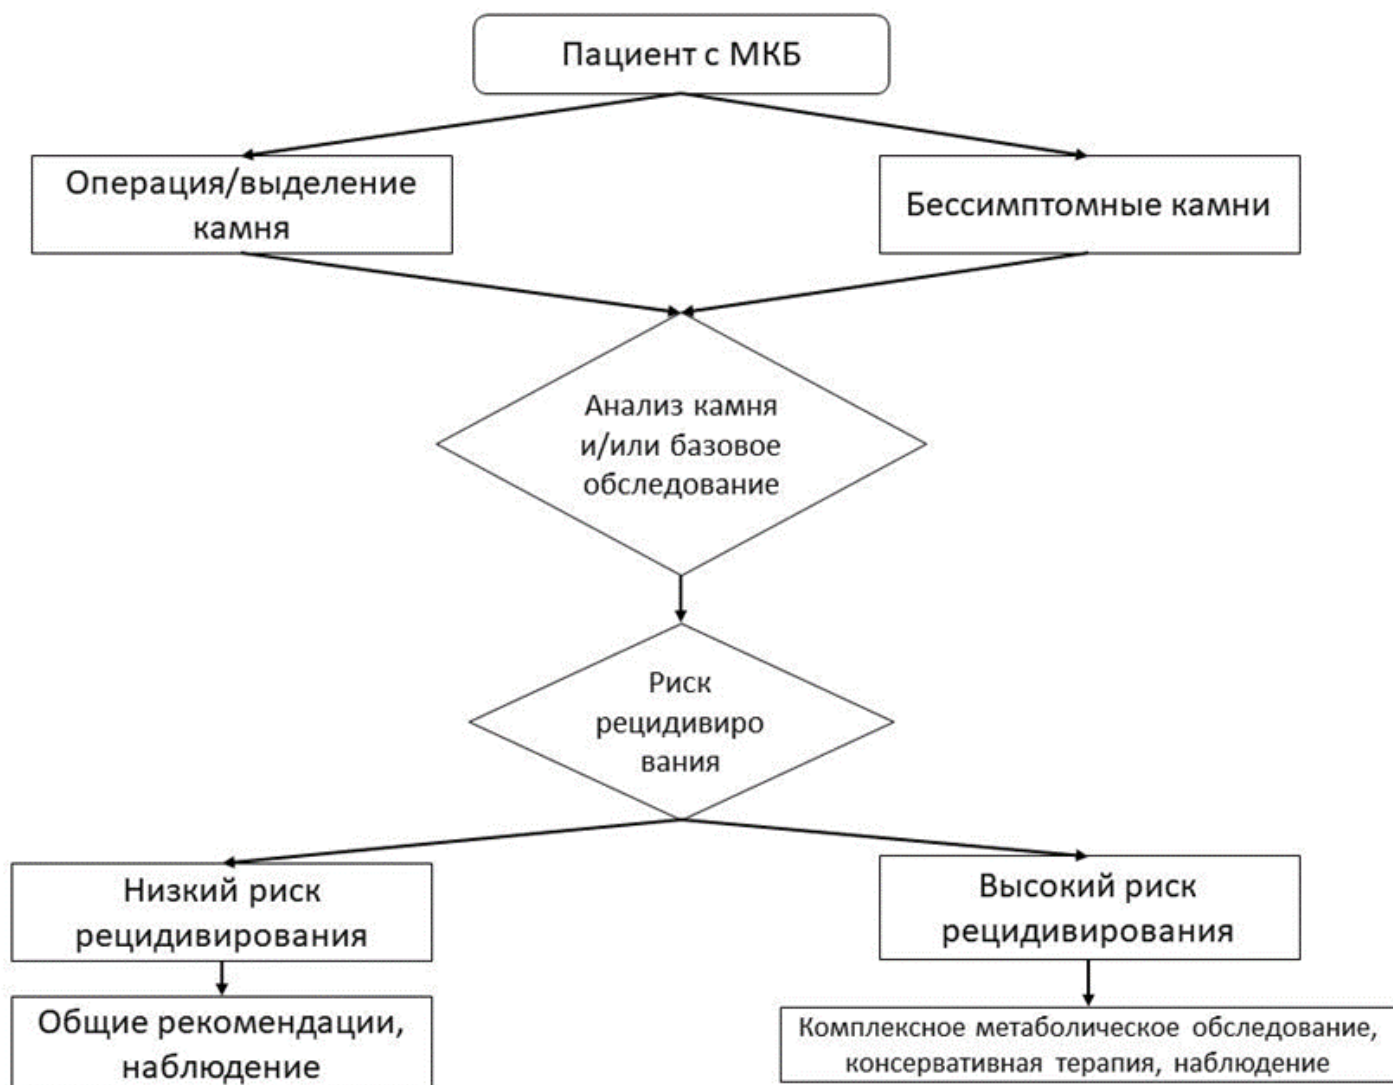 Пациент с МКБ
Операция/выделение
камня
Бессимптомные камни
Анализ камня
и/или базовое
обследование
Риск
рецидивиро
вания
Низкий риск
рецидивирования
Высокий риск
рецидивирования
Общие рекомендации,
наблюдение
Комплексное метаболическое обследование,
консервативная терапия, наблюдение